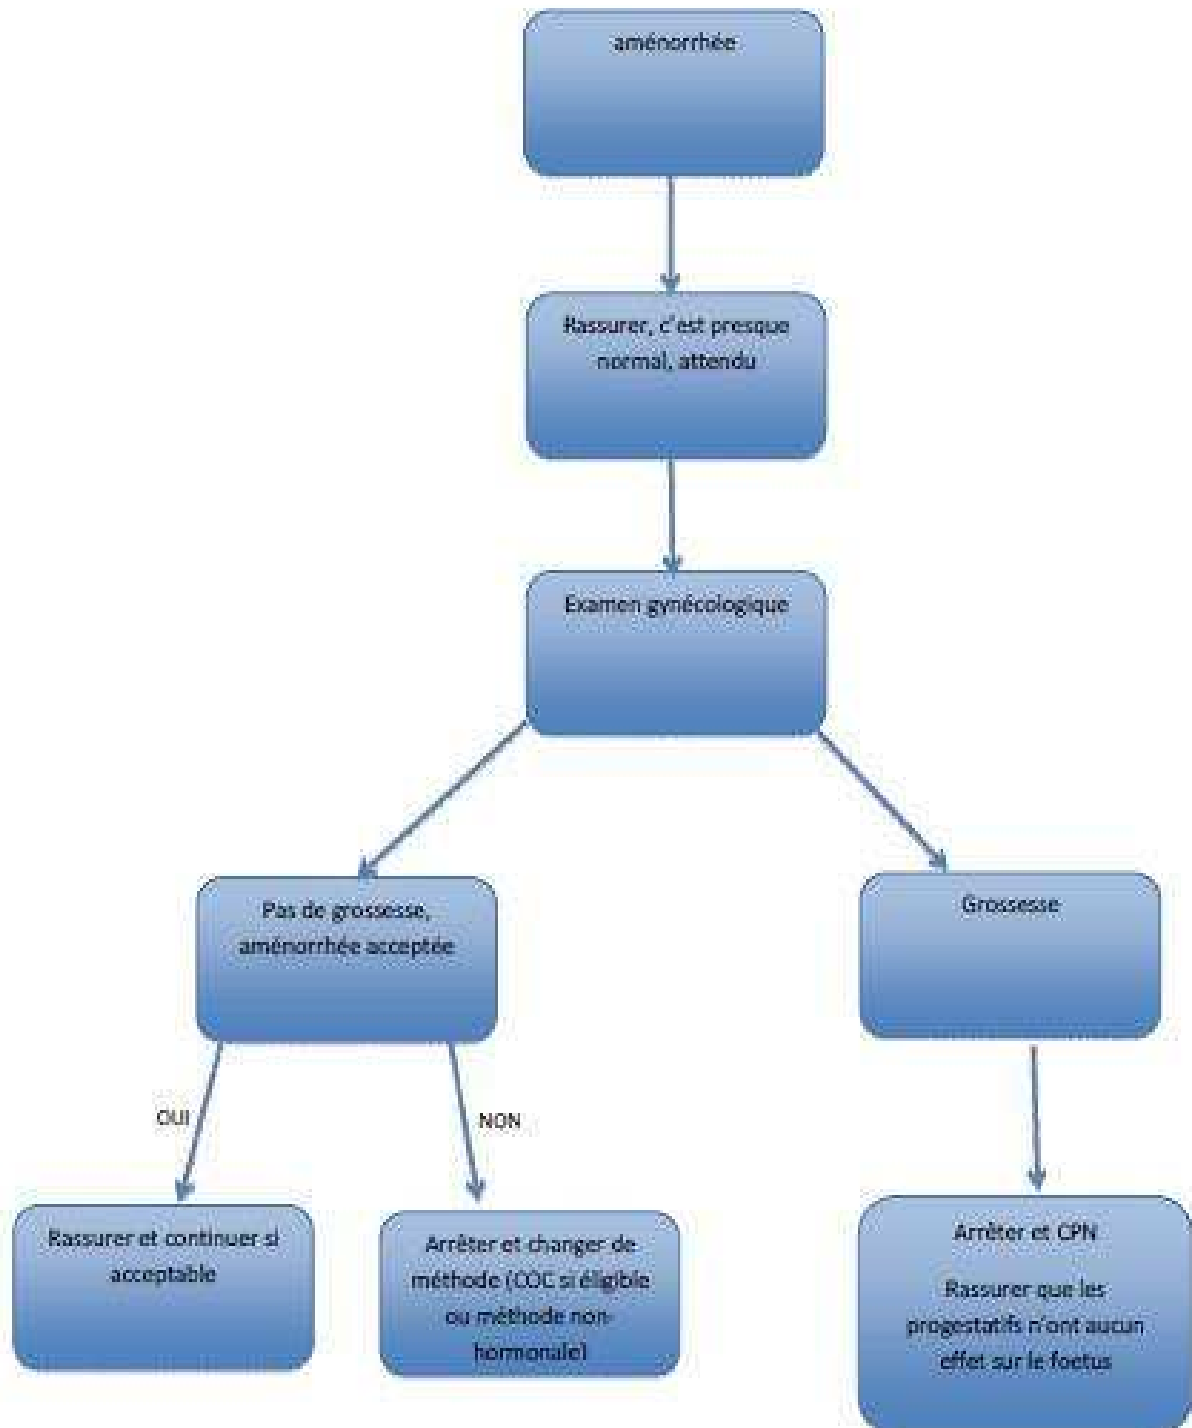 aménorrhée
Rassurer, c'est presque
normal, attendu
Examen gynécologique
Pas de grossesse,
aménorrhée acceptée
Grossesse
OUI
NON
Rassurer et continuer si
acceptable
Arrêter et changer de
méthode (COC si éligible
ou méthode non-
hormonale)
Arrêter et CPN
Rassurer que les
progestatifs n'ont aucun
effet sur le foetus